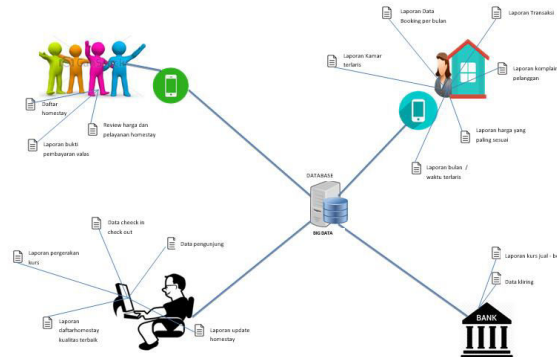 Laporan Data
Booking per bulan
Laporan Transaksi
Laporan Kamar
terlaris
Laporan komplain
pelanggan
Daftar
homestay
Review harga dan
pelayanan homestay
Laporan bukti
pembayaran valas
Laporan harga yang
paling sesuai
Laporan bulan /
waktu terlaris
DATABASE
BIG DATA
Data cheeck in
check out
Data pengunjung
Laporan pergerakan
kurs
Laporan kurs jual - b
Data kliring
BANK
Laporan
daftarhomestay
kualitas terbaik
Laporan update
homestay